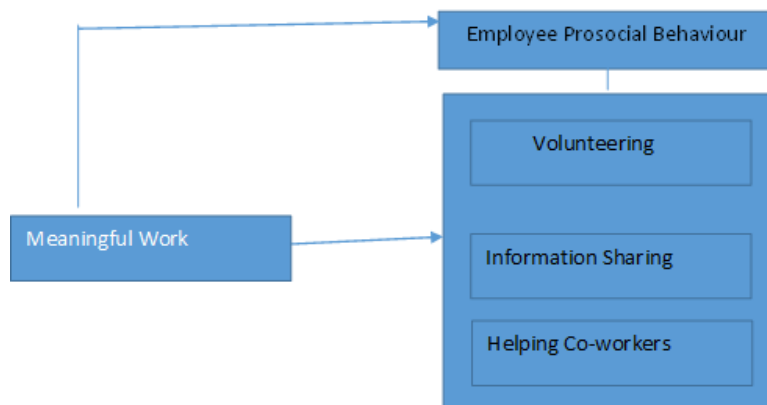 Employee Prosocial Behaviour
Volunteering
Meaningful Work
Information Sharing
Helping Co-workers